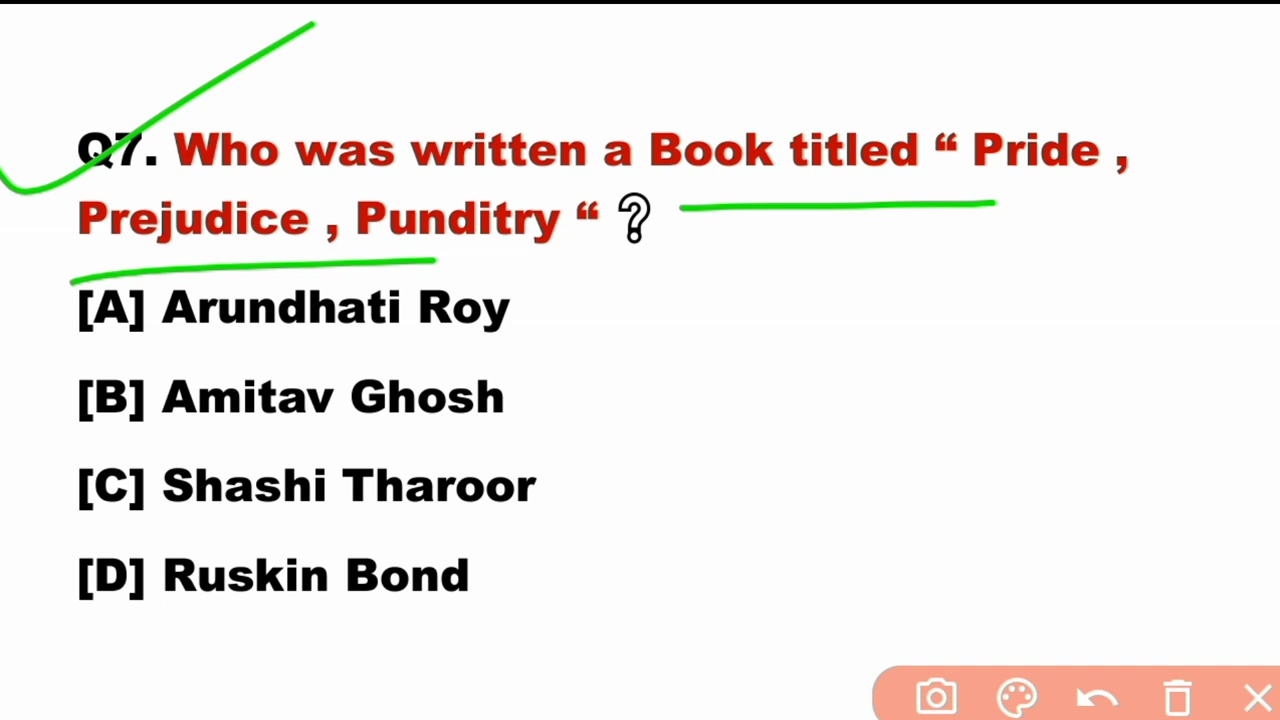 Q7. Who was written a Book titled “ Pride ,
Prejudice , Punditry “ ?
[A] Arundhati Roy
[B] Amitav Ghosh
[C] Shashi Tharoor
[D] Ruskin Bond